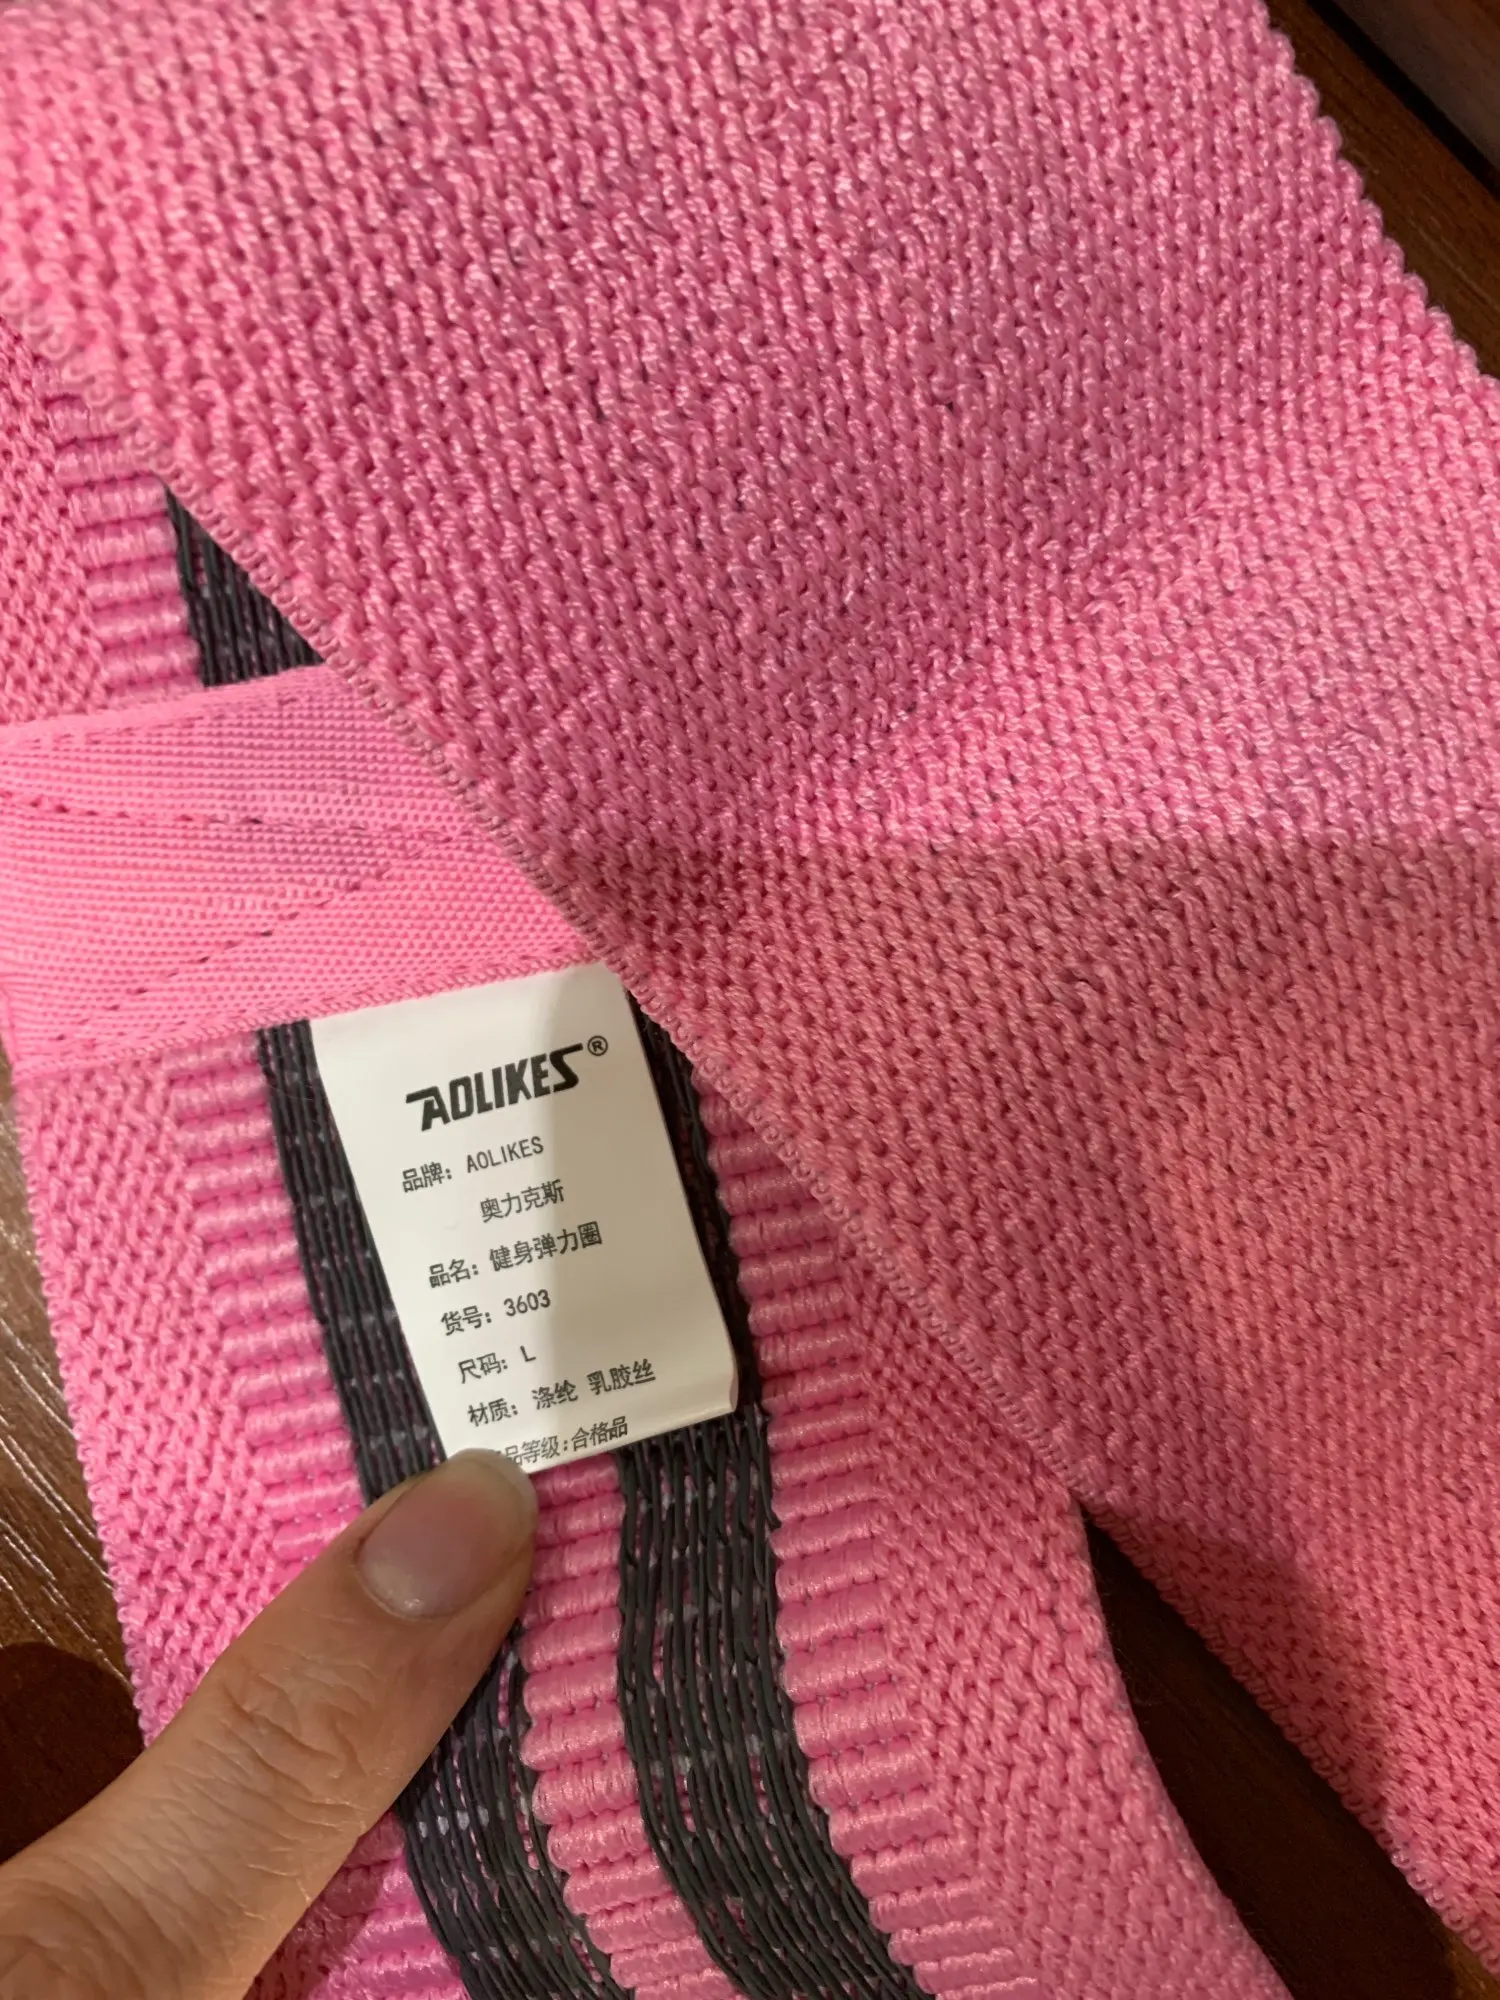 AOLIKES®
品牌: AOLIKES
奥力克斯
品名: 健身弹力圈
货号: 3603
尺码: L
材质: 涤纶 乳胶丝
品等级:合格品